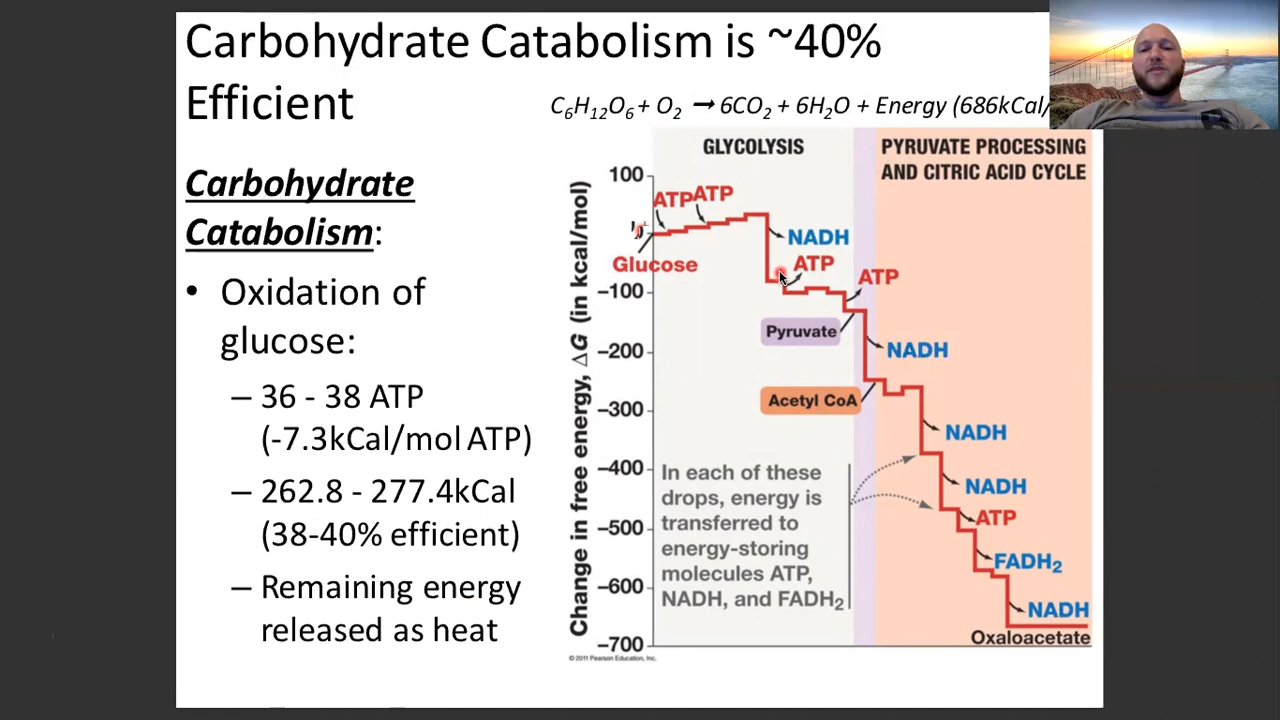 Carbohydrate Catabolism is ~40%
Efficient
C₆H₁₂O₆ + O₂ → 6CO₂ + 6H₂O + Energy (686kCal/
Carbohydrate
Catabolism:
• Oxidation of
glucose:
– 36 - 38 ATP
(-7.3kCal/mol ATP)
– 262.8 - 277.4kCal
(38-40% efficient)
– Remaining energy
released as heat
GLYCOLYSIS
PYRUVATE PROCESSING
AND CITRIC ACID CYCLE
Change in free energy, ΔG (in kcal/mol)
100
–100
–200
–300
–400
–500
–600
–700
ATP
ATP
Glucose
NADH
ATP
ATP
Pyruvate
NADH
Acetyl CoA
NADH
NADH
ATP
FADH₂
NADH
Oxaloacetate
In each of these
drops, energy is
transferred to
energy-storing
molecules ATP,
NADH, and FADH₂
© 2011 Pearson Education, Inc.